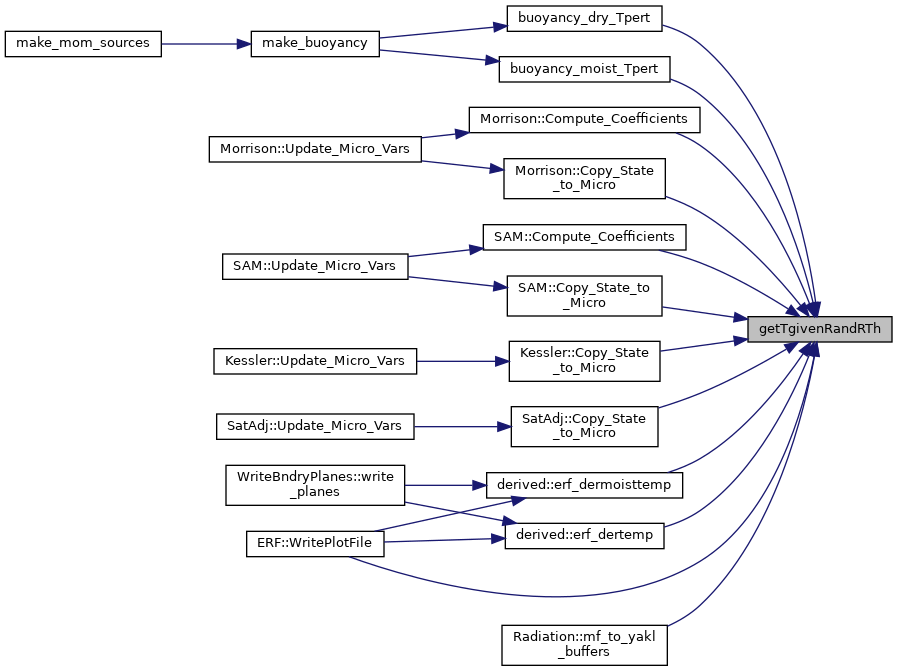 make_mom_sources
make_buoyancy
buoyancy_dry_Tpert
buoyancy_moist_Tpert
Morrison::Update_Micro_Vars
Morrison::Compute_Coefficients
Morrison::Copy_State
_to_Micro
SAM::Update_Micro_Vars
SAM::Compute_Coefficients
SAM::Copy_State_to
_Micro
getTgivenRandRTh
Kessler::Update_Micro_Vars
Kessler::Copy_State
_to_Micro
SatAdj::Update_Micro_Vars
SatAdj::Copy_State
_to_Micro
WriteBndryPlanes::write
_planes
derived::erf_dermoisttemp
ERF::WritePlotFile
derived::erf_dertemp
Radiation::mf_to_yakl
_buffers